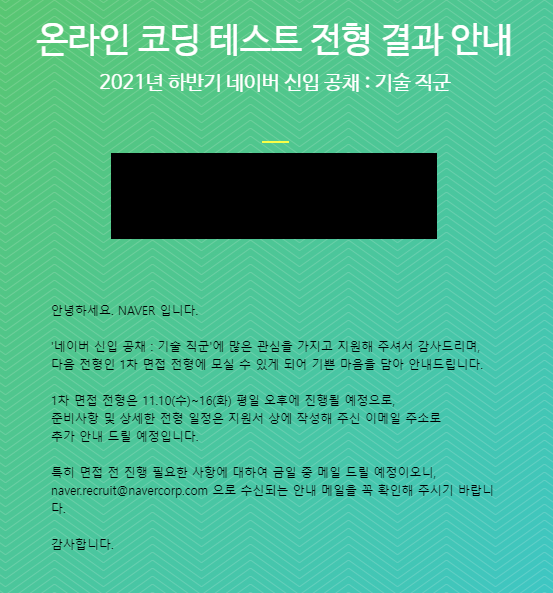 온라인 코딩 테스트 전형 결과 안내
2021년 하반기 네이버 신입 공채 : 기술 직군
안녕하세요. NAVER 입니다.
'네이버 신입 공채 : 기술 직군'에 많은 관심을 가지고 지원해 주셔서 감사드리며,
다음 전형인 1차 면접 전형에 모실 수 있게 되어 기쁜 마음을 담아 안내드립니다.
1차 면접 전형은 11.10(수)~16(화) 평일 오후에 진행될 예정으로,
준비사항 및 상세한 전형 일정은 지원서 상에 작성해 주신 이메일 주소로
추가 안내 드릴 예정입니다.
특히 면접 전 진행 필요한 사항에 대하여 금일 중 메일 드릴 예정이오니,
naver.recruit@navercorp.com 으로 수신되는 안내 메일을 꼭 확인해 주시기 바랍니
다.
감사합니다.